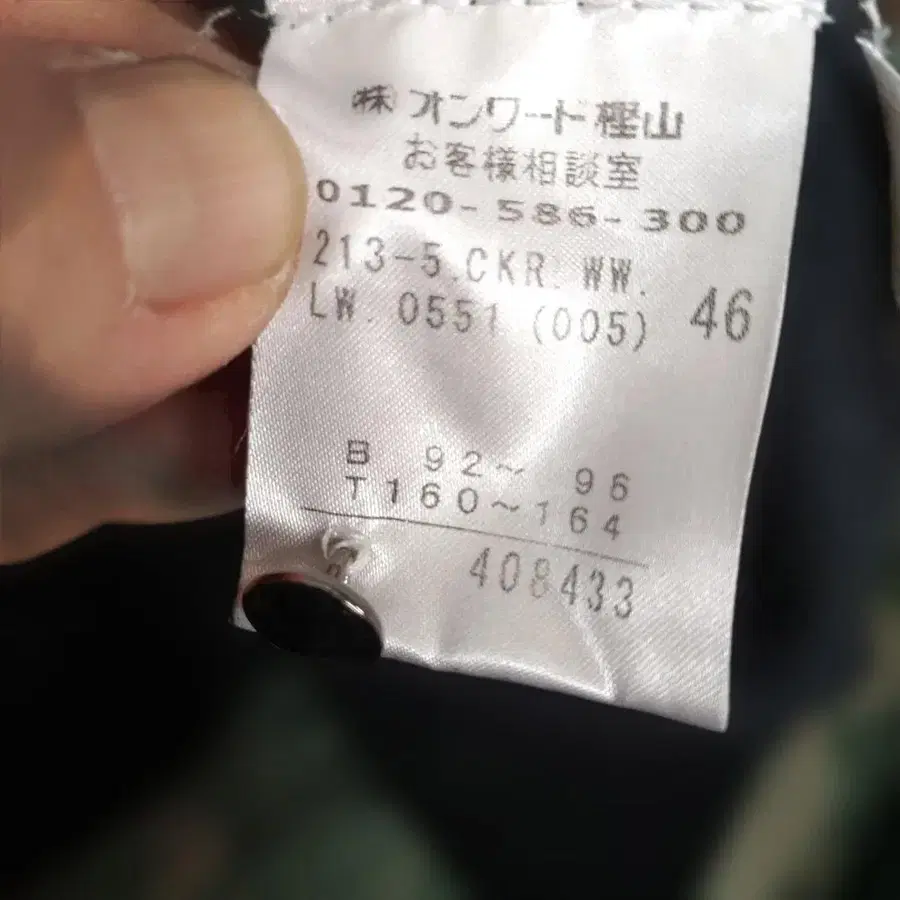 ㈱オンワード樫山
お客様相談室
0120-586-300
213-5.CKR.WW.
LW.0551 (005) 46
B 92～ 96
T160～164
408433